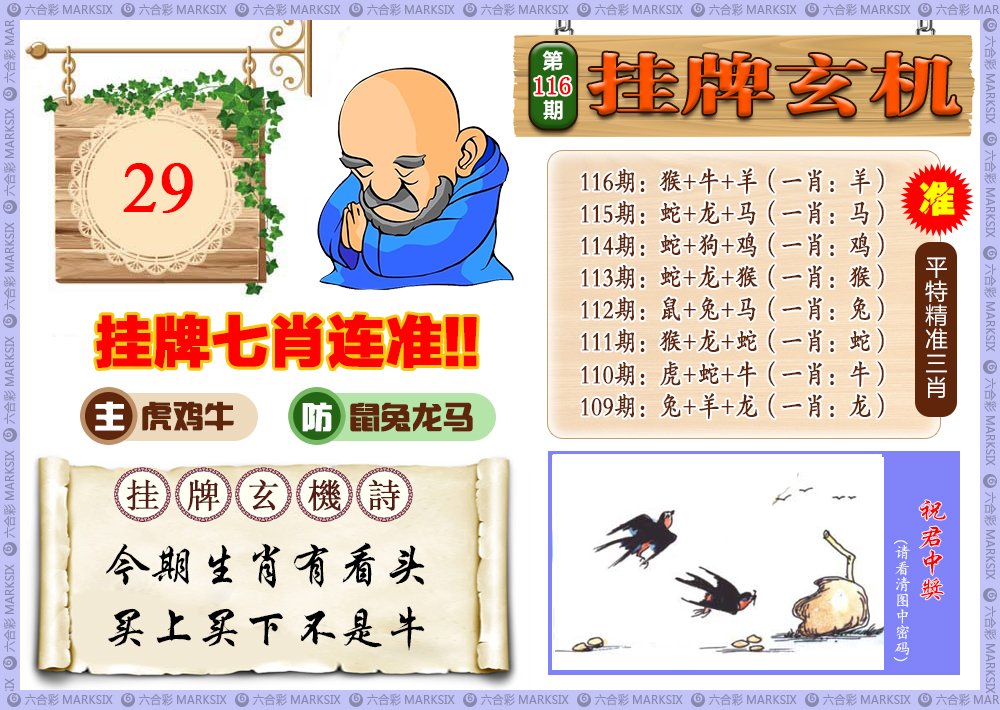 六合彩 MARKSIX
第116期
挂牌玄机
29
116期：猴+牛+羊（一肖：羊）
115期：蛇+龙+马（一肖：马）
114期：蛇+狗+鸡（一肖：鸡）
113期：蛇+龙+猴（一肖：猴）
112期：鼠+兔+马（一肖：兔）
111期：猴+龙+蛇（一肖：蛇）
110期：虎+蛇+牛（一肖：牛）
109期：兔+羊+龙（一肖：龙）
准
平特精准三肖
挂牌七肖连准!!
主 虎鸡牛
防 鼠兔龙马
挂牌玄機詩
今期生肖有看头
买上买下不是牛
祝君中獎
（请看清图中密码）